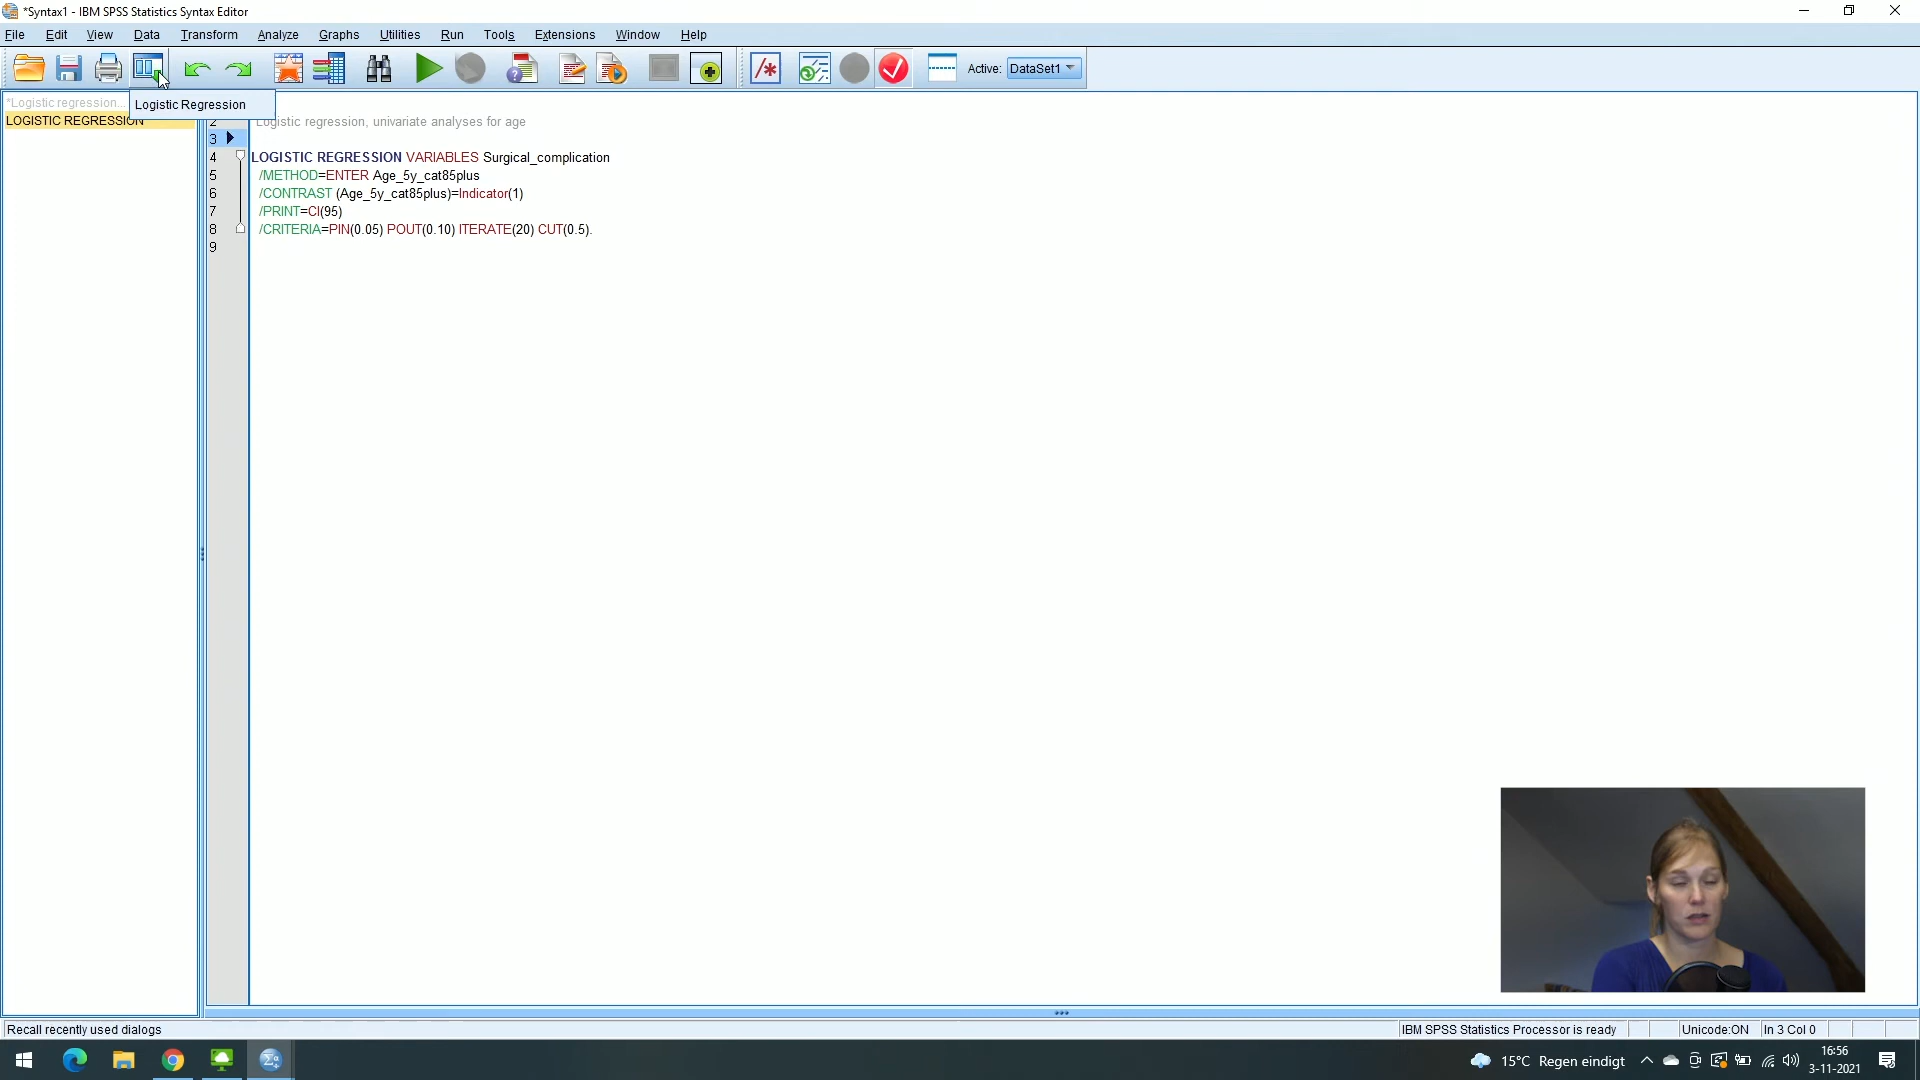 *Syntax1 - IBM SPSS Statistics Syntax Editor
File Edit View Data Transform Analyze Graphs Utilities Run Tools Extensions Window Help
Active: DataSet1
*Logistic regression...
LOGISTIC REGRESSION
Logistic Regression
2 Logistic regression, univariate analyses for age
3
4 LOGISTIC REGRESSION VARIABLES Surgical_complication
5 /METHOD=ENTER Age_5y_cat85plus
6 /CONTRAST (Age_5y_cat85plus)=Indicator(1)
7 /PRINT=CI(95)
8 /CRITERIA=PIN(0.05) POUT(0.10) ITERATE(20) CUT(0.5).
9
Recall recently used dialogs
IBM SPSS Statistics Processor is ready Unicode:ON In 3 Col 0
15°C Regen eindigt
16:56
3-11-2021